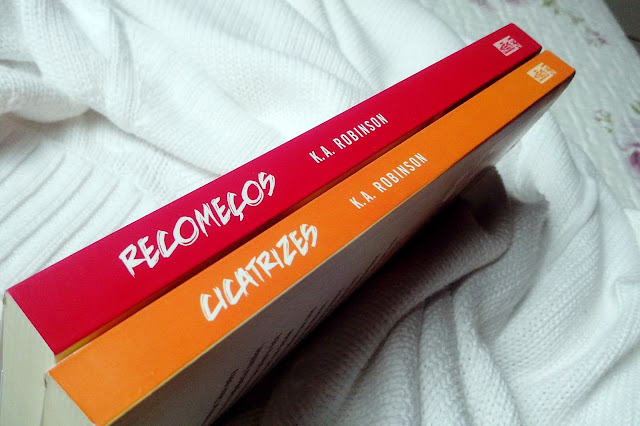 RECOMEÇOS
K.A. ROBINSON
CICATRIZES
K.A. ROBINSON